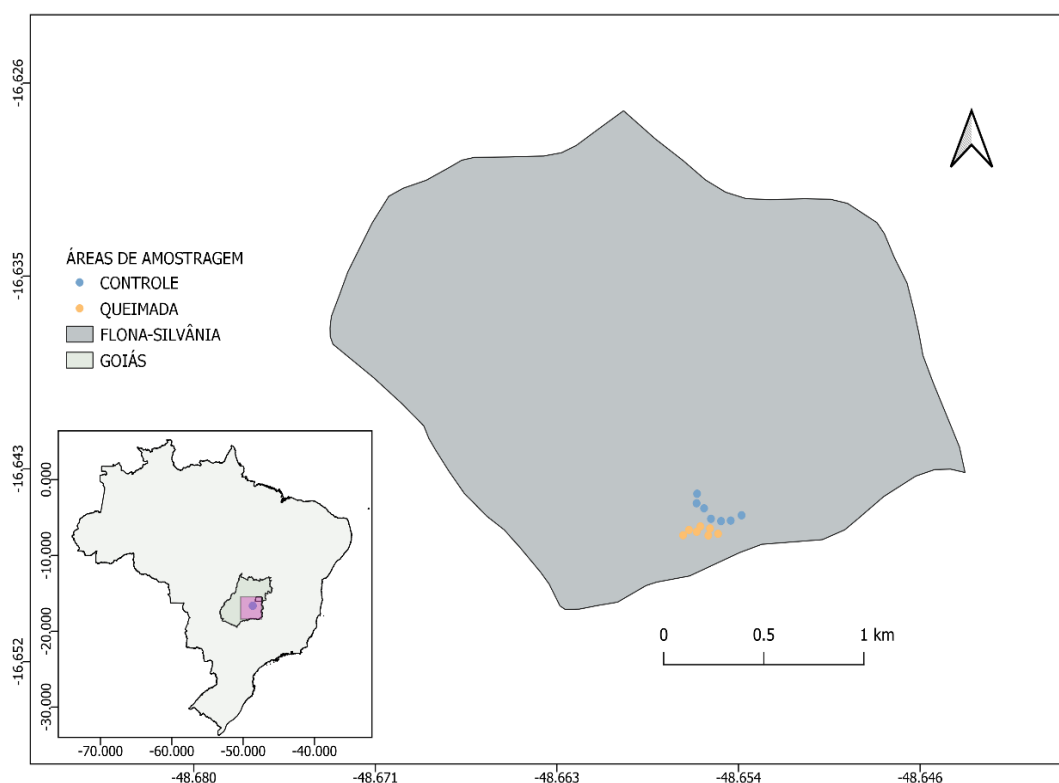 -16.626
-16.635
-16.643
-16.652
ÁREAS DE AMOSTRAGEM
CONTROLE
QUEIMADA
FLONA-SILVÂNIA
GOIÁS
0.000
-10.000
-20.000
-30.000
-70.000 -60.000 -50.000 -40.000
0 0.5 1 km
-48.680 -48.671 -48.663 -48.654 -48.646